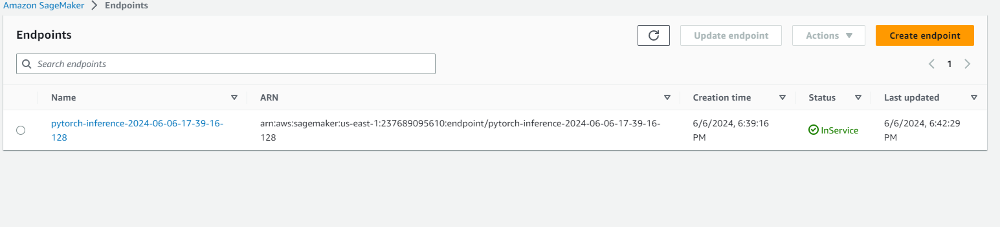 Amazon SageMaker > Endpoints
Endpoints
Update endpoint
Actions
Create endpoint
Search endpoints
1
Name ARN Creation time Status Last updated
pytorch-inference-2024-06-06-17-39-16- arn:aws:sagemaker:us-east-1:237689095610:endpoint/pytorch-inference-2024-06-06-17-39-16- 6/6/2024, 6:39:16 InService 6/6/2024, 6:42:29
128 128 PM PM